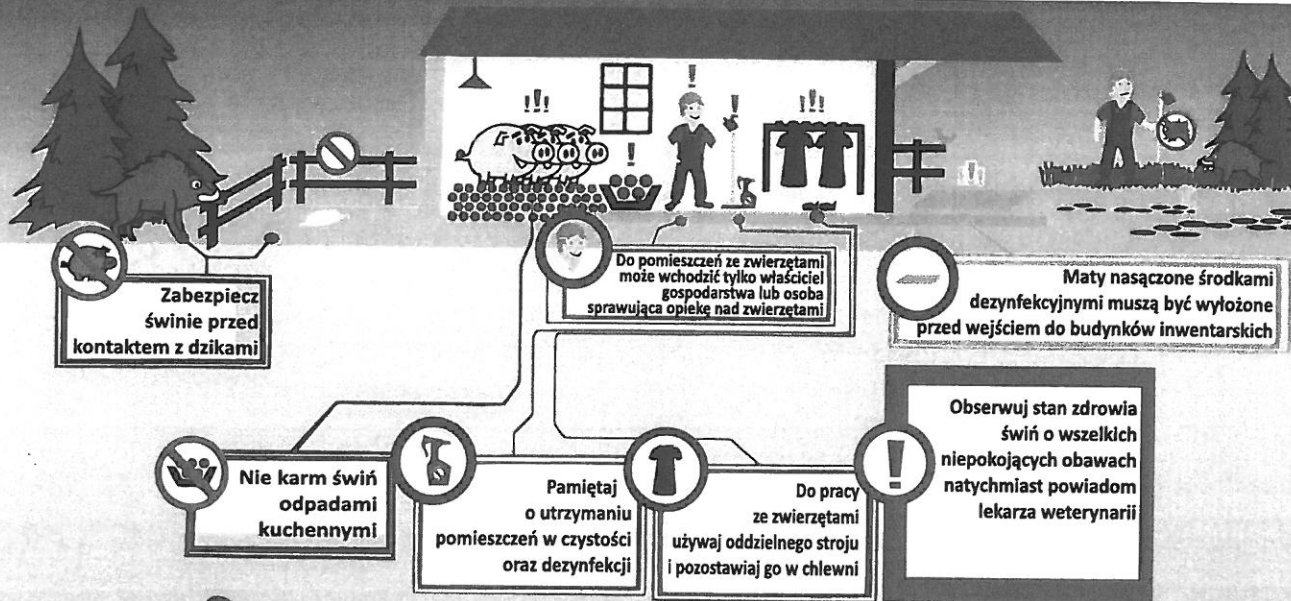 Zabezpiecz
świnie przed
kontaktem z dzikami
Do pomieszczeń ze zwierzętami
może wchodzić tylko właściciel
gospodarstwa lub osoba
sprawująca opiekę nad zwierzętami
Maty nasączone środkami
dezynfekcyjnymi muszą być wyłożone
przed wejściem do budynków inwentarskich
Nie karm świń
odpadami
kuchennymi
Pamiętaj
o utrzymaniu
pomieszczeń w czystości
oraz dezynfekcji
Do pracy
ze zwierzętami
używaj oddzielnego stroju
i pozostawiaj go w chlewni
Obserwuj stan zdrowia
świń o wszelkich
niepokojących obawach
natychmiast powiadom
lekarza weterynarii